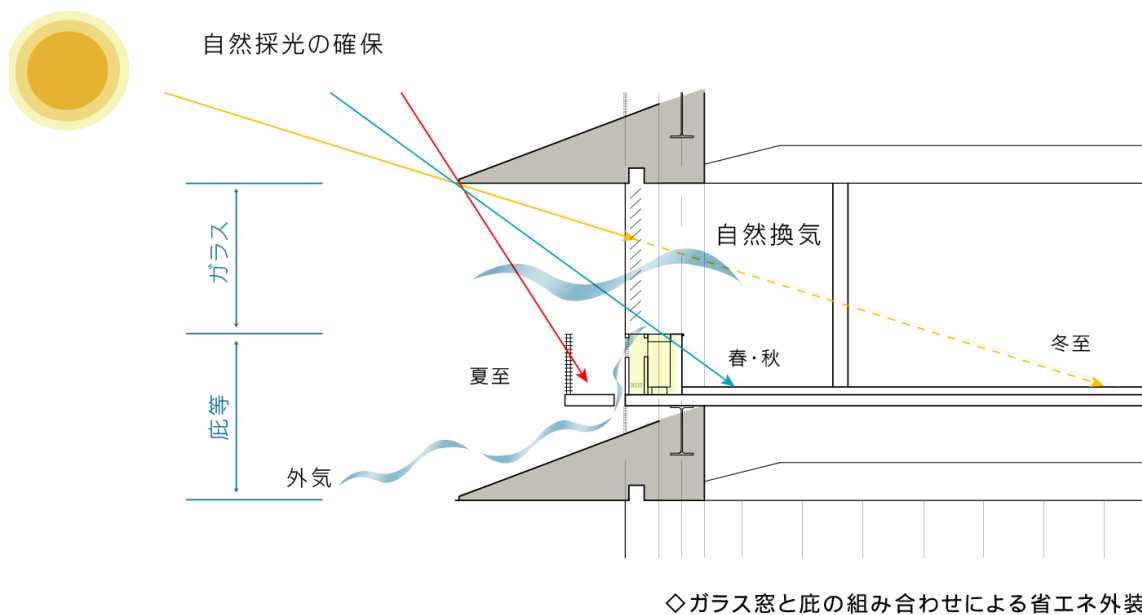 自然採光の確保
ガラス
自然換気
春・秋
冬至
夏至
庇等
外気
◇ガラス窓と庇の組み合わせによる省エネ外装